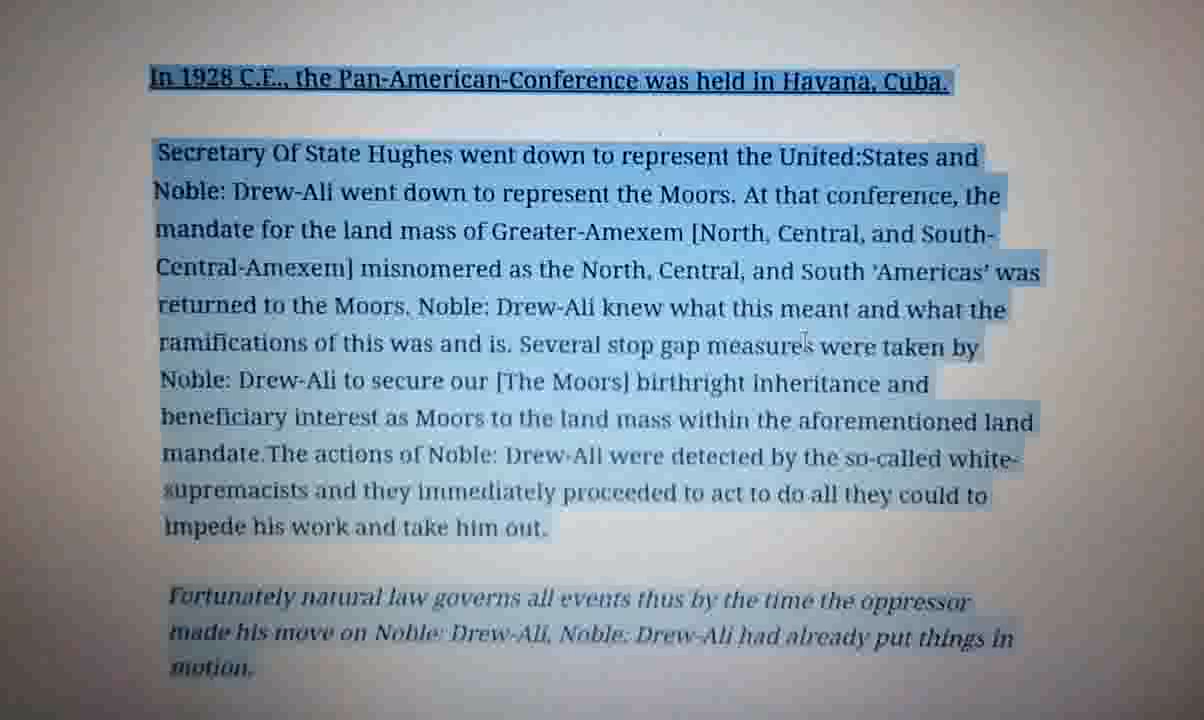 In 1928 C.E., the Pan-American-Conference was held in Havana, Cuba.
Secretary Of State Hughes went down to represent the United:States and
Noble: Drew-Ali went down to represent the Moors. At that conference, the
mandate for the land mass of Greater-Amexem [North, Central, and South-
Central-Amexem] misnomered as the North, Central, and South 'Americas' was
returned to the Moors. Noble: Drew-Ali knew what this meant and what the
ramifications of this was and is. Several stop gap measures were taken by
Noble: Drew-Ali to secure our [The Moors] birthright inheritance and
beneficiary interest as Moors to the land mass within the aforementioned land
mandate.The actions of Noble: Drew-Ali were detected by the so-called white-
supremacists and they immediately proceeded to act to do all they could to
impede his work and take him out.
Fortunately natural law governs all events thus by the time the oppressor
made his move on Noble: Drew-Ali, Noble: Drew-Ali had already put things in
motion.